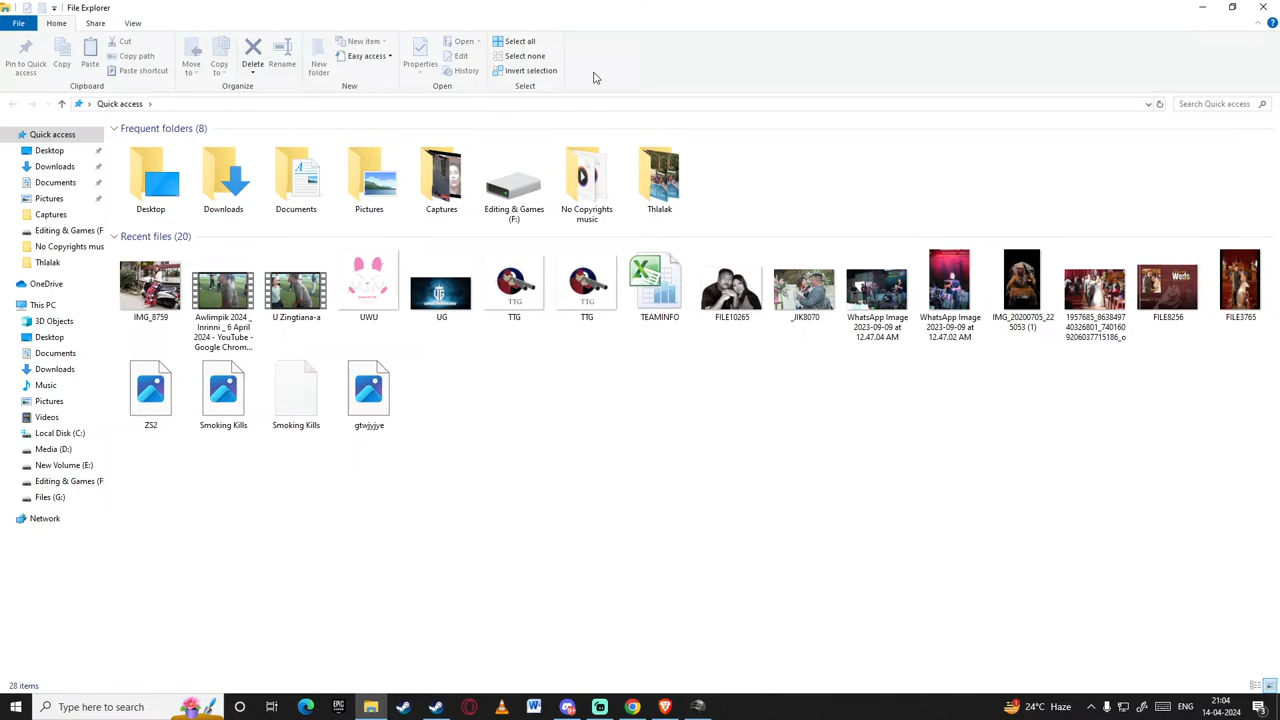 File Explorer
File Home Share View
Pin to Quick access
Copy
Paste
Cut
Copy path
Paste shortcut
Clipboard
Move to
Copy to
Delete
Rename
Organize
New folder
New item
Easy access
New
Properties
Open
Edit
History
Open
Select all
Select none
Invert selection
Select
Quick access
Search Quick access
Quick access
Desktop
Downloads
Documents
Pictures
Captures
Editing & Games (F:
No Copyrights mus
Thlalak
OneDrive
This PC
3D Objects
Desktop
Documents
Downloads
Music
Pictures
Videos
Local Disk (C:)
Media (D:)
New Volume (E:)
Editing & Games (F:
Files (G:)
Network
Frequent folders (8)
Desktop
Downloads
Documents
Pictures
Captures
Editing & Games (F:)
No Copyrights music
Thlalak
Recent files (20)
IMG_8759
Awlimpik 2024 _ Inrinni _ 6 April 2024 - YouTube - Google Chrom...
U Zingtiana-a
UWU
UG
TTG
TTG
TTG
TTG
TEAMINFO
FILE10265
_JIK8070
WhatsApp Image 2023-09-09 at 12.47.04 AM
WhatsApp Image 2023-09-09 at 12.47.02 AM
IMG_20200705_225053 (1)
1957685_863849740326801_7401609206037715186_o
Weds
FILE8256
FILE3765
ZS2
Smoking Kills
Smoking Kills
gtwjyjye
28 items
Type here to search
24°C Haze
ENG
21:04
14-04-2024